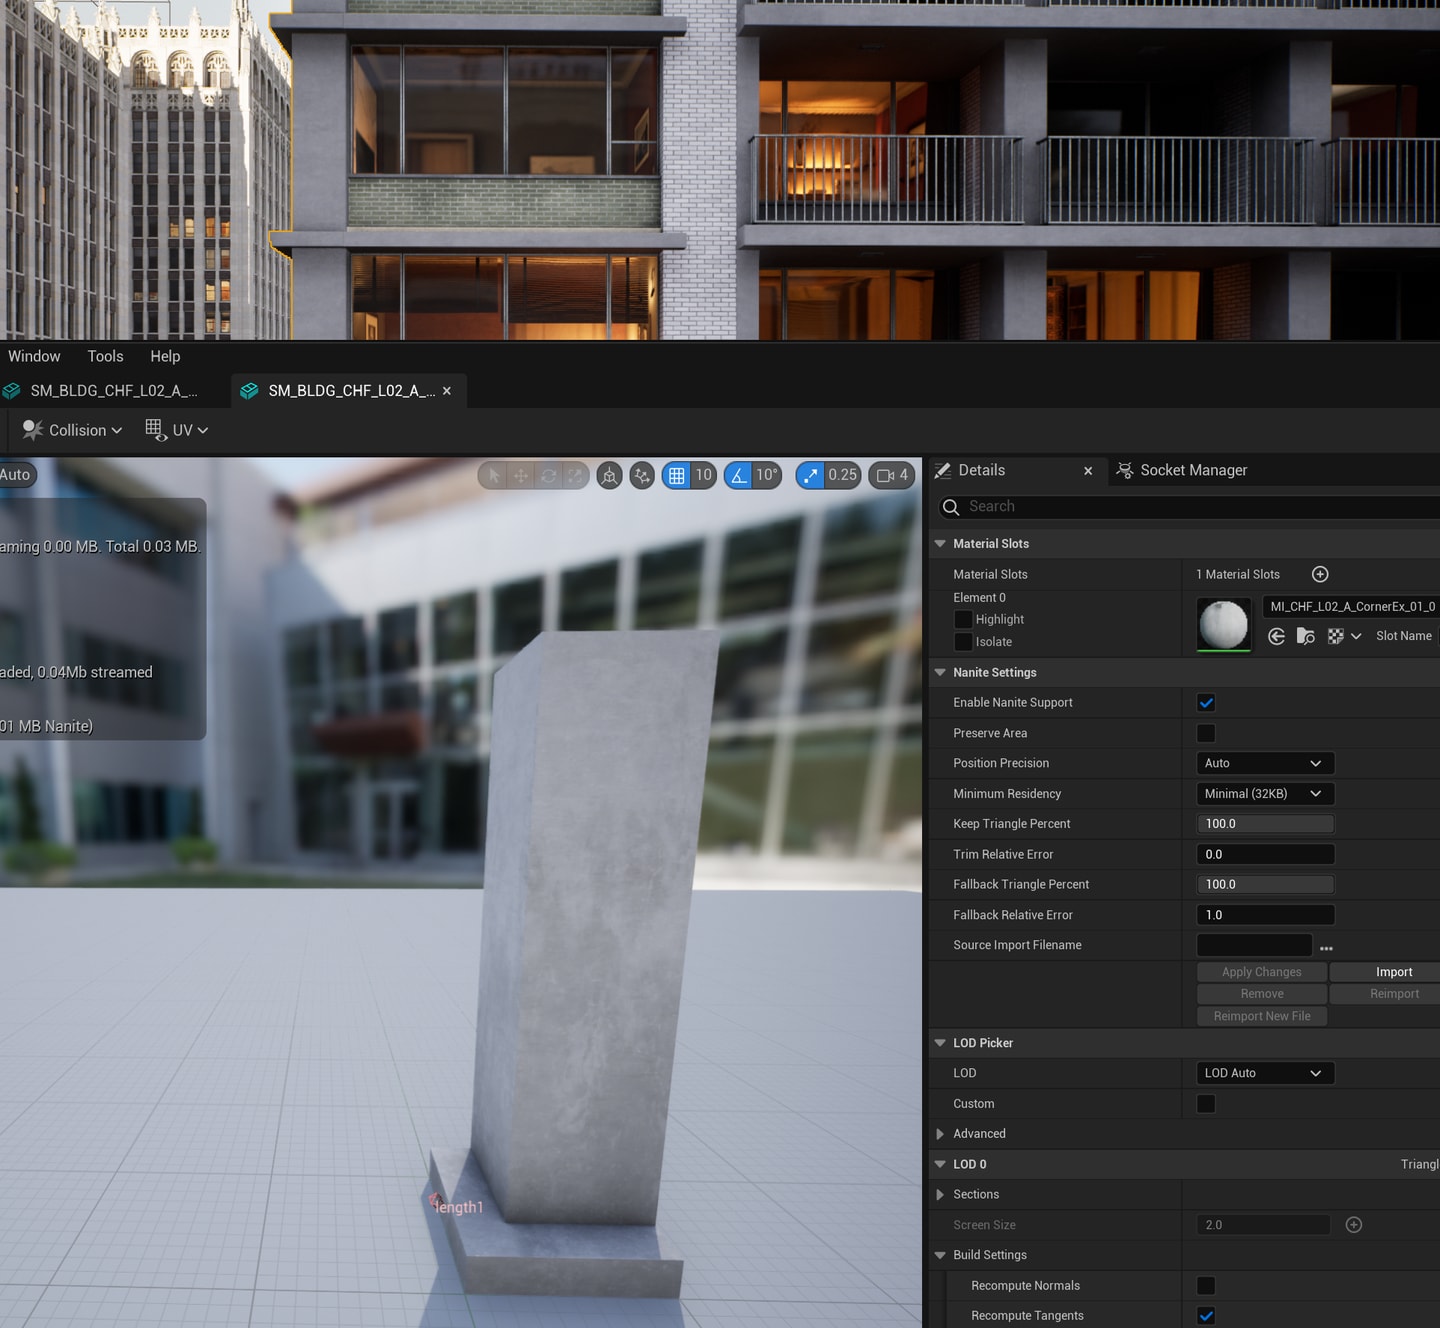 Window Tools Help
SM_BLDG_CHF_L02_A_... SM_BLDG_CHF_L02_A_...
Collision UV
Auto 10 10° 0.25 4
Details Socket Manager
Search
aming 0.00 MB. Total 0.03 MB.
aded, 0.04Mb streamed
01 MB Nanite)
length1
Material Slots
Material Slots 1 Material Slots
Element 0
MI_CHF_L02_A_CornerEx_01_0
Highlight
Isolate Slot Name
Nanite Settings
Enable Nanite Support
Preserve Area
Position Precision Auto
Minimum Residency Minimal (32KB)
Keep Triangle Percent 100.0
Trim Relative Error 0.0
Fallback Triangle Percent 100.0
Fallback Relative Error 1.0
Source Import Filename ...
Apply Changes Import
Remove Reimport
Reimport New File
LOD Picker
LOD LOD Auto
Custom
Advanced
LOD 0 Triangl
Sections
Screen Size 2.0
Build Settings
Recompute Normals
Recompute Tangents